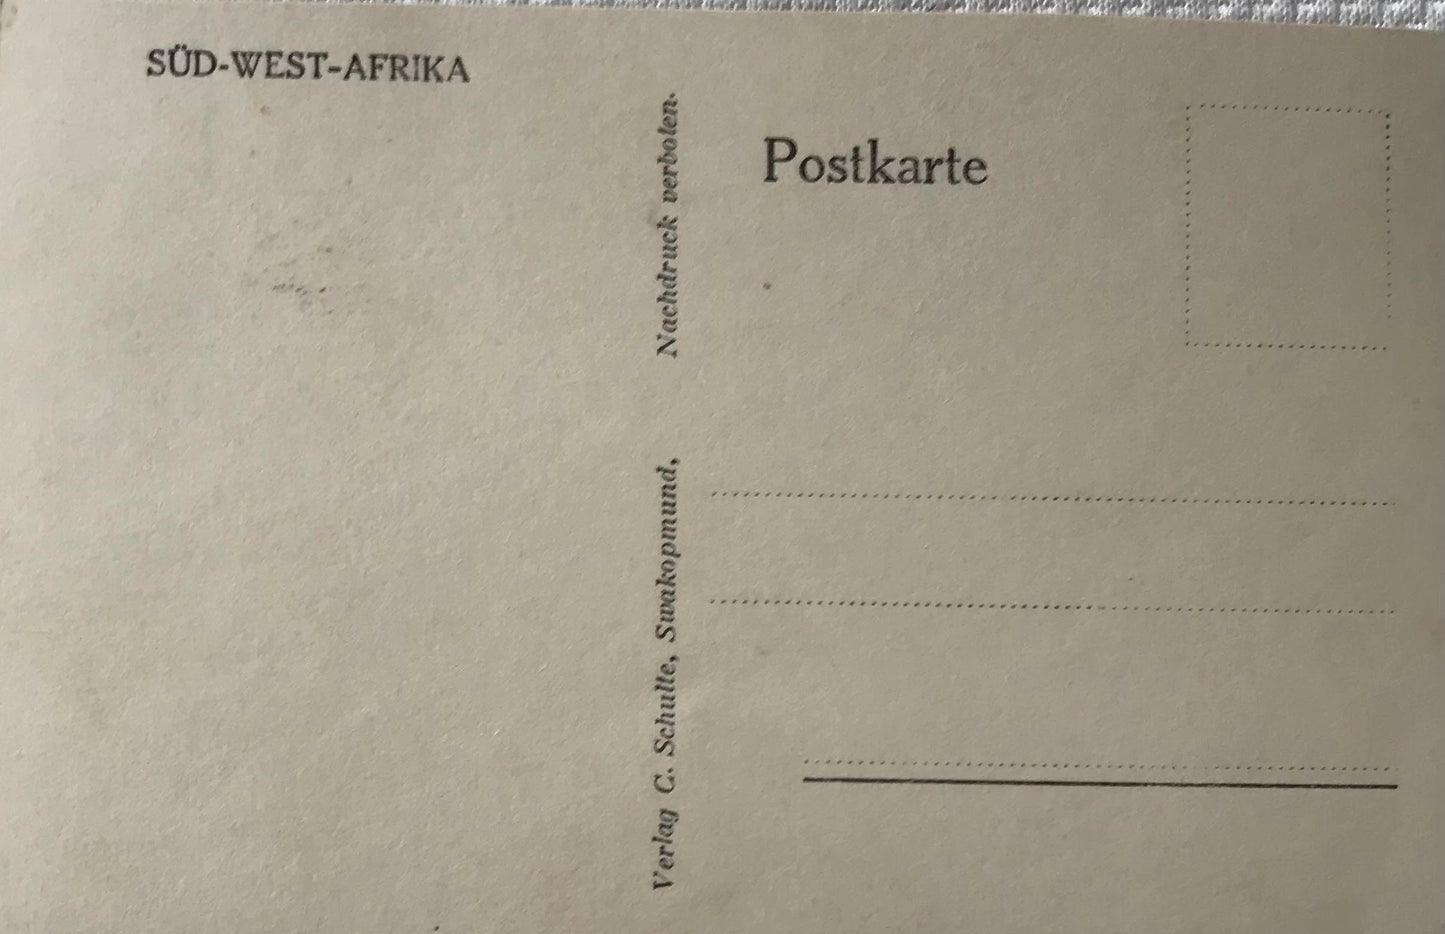 SÜD-WEST-AFRIKA
Postkarte
Verlag C. Schulte, Swakopmund, Nachdruck verboten.